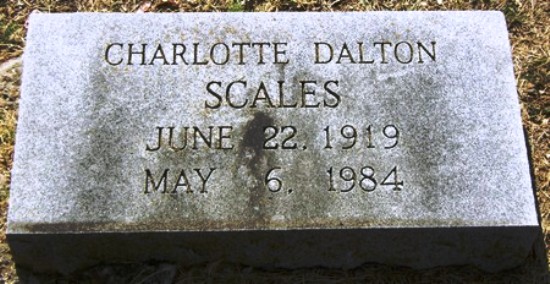 CHARLOTTE DALTON
SCALES
JUNE 22, 1919
MAY 6, 1984